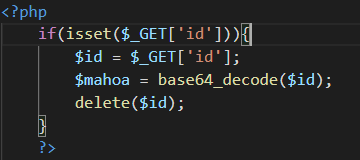 <?php
if(isset($_GET['id'])){
$id = $_GET['id'];
$mahoa = base64_decode($id);
delete($id);
}
?>